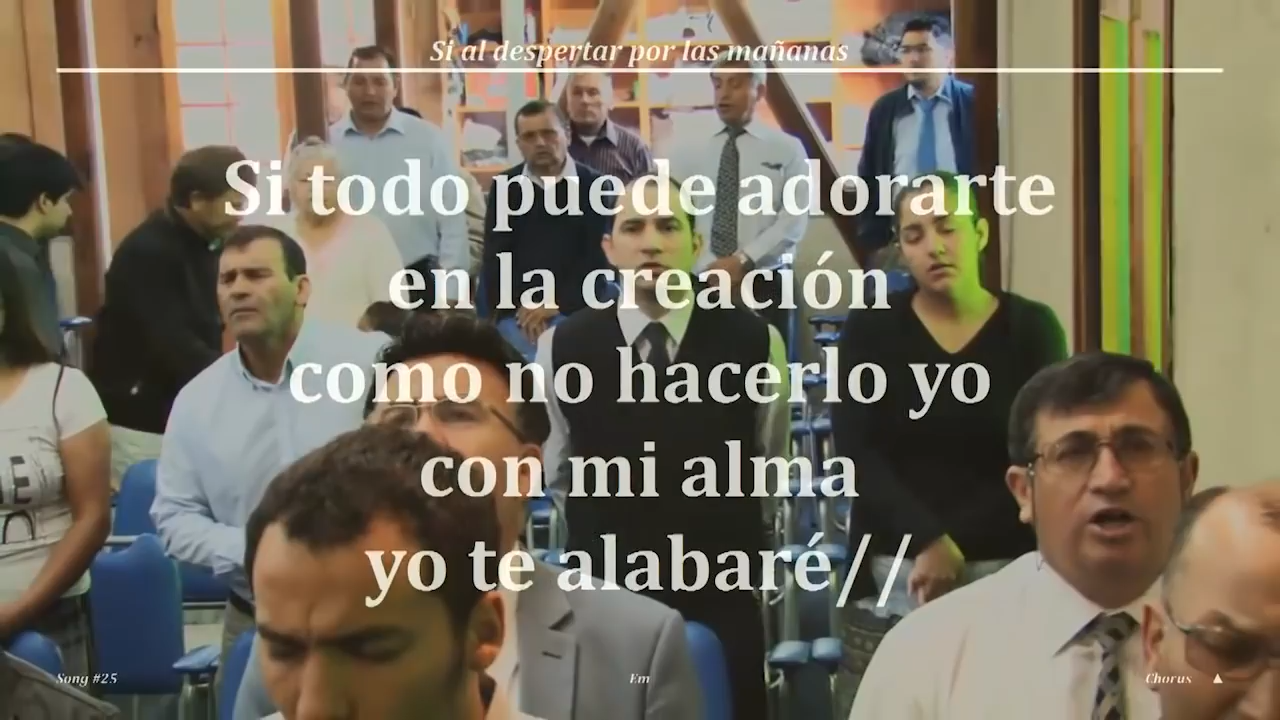 Si al despertar por las mañanas
Si todo puede adorarte
en la creación
como no hacerlo yo
con mi alma
yo te alabaré//
Song #25
Em
Chorus ▲